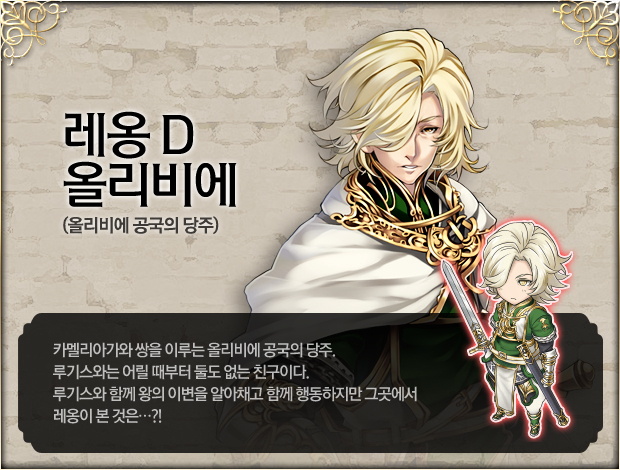 레옹 D
올리비에
(올리비에 공국의 당주)
카멜리아가와 쌍을 이루는 올리비에 공국의 당주.
루기스와는 어릴 때부터 둘도 없는 친구이다.
루기스와 함께 왕의 이변을 알아채고 함께 행동하지만 그곳에서
레옹이 본 것은…?!